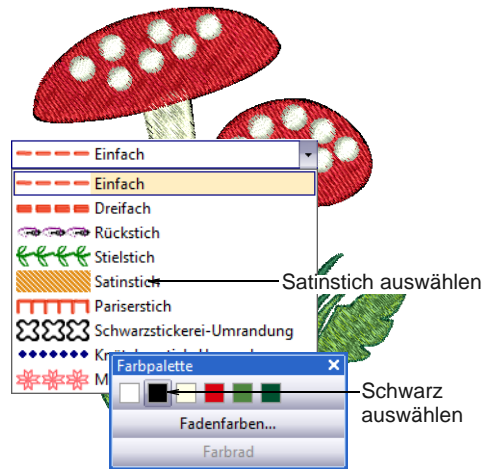 Einfach
Einfach
Dreifach
Rückstich
Stielstich
Satinstich
Satinstich auswählen
Pariserstich
Schwarzstickerei-Umrandung
Farbpalette
Schwarz
auswählen
Fadenfarben...
Farbrad